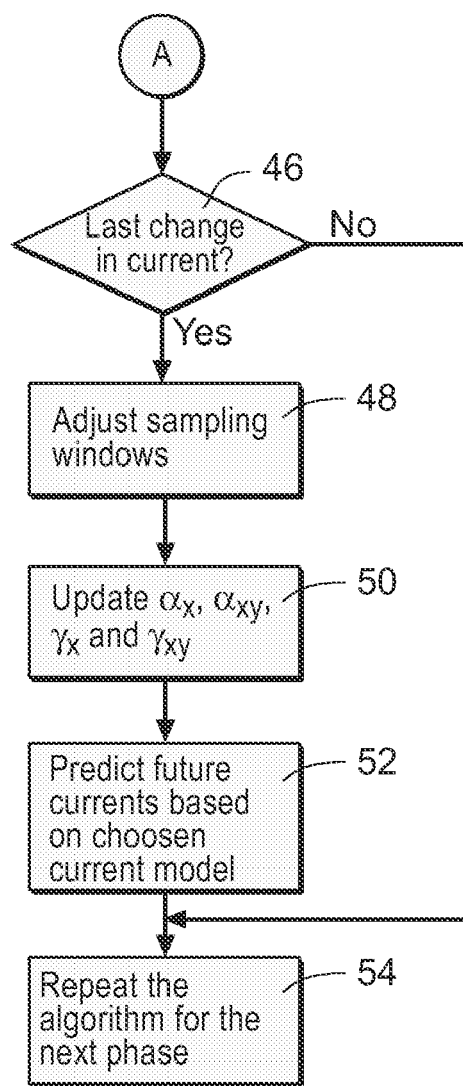 A
46
Last change
in current?
No
Yes
48
Adjust sampling
windows
50
Update αx, αxy,
γx and γxy
52
Predict future
currents based
on choosen
current model
54
Repeat the
algorithm for the
next phase